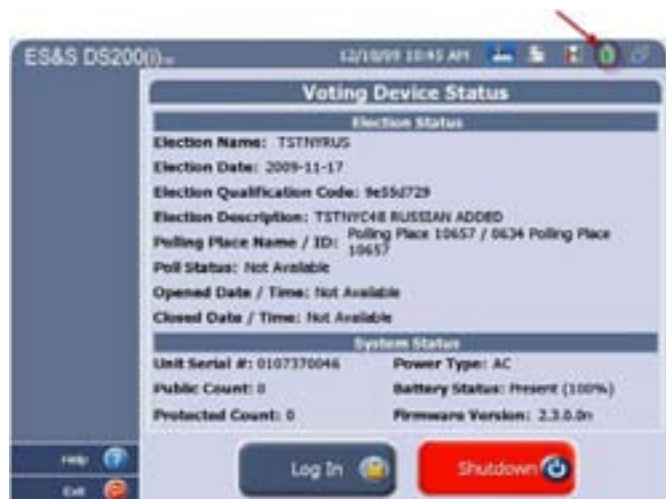 ES&S DS200(i)™
12/10/09 10:45 AM
Voting Device Status
Election Status
Election Name: TSTNYRUS
Election Date: 2009-11-17
Election Qualification Code: 9e55d729
Election Description: TSTNYC48 RUSSIAN ADDED
Polling Place Name / ID: Polling Place 10657 / 0634 Polling Place
10657
Poll Status: Not Available
Opened Date / Time: Not Available
Closed Date / Time: Not Available
System Status
Unit Serial #: 0107370046 Power Type: AC
Public Count: 0 Battery Status: Present (100%)
Protected Count: 0 Firmware Version: 2.3.0.0n
Help
Exit
Log In
Shutdown